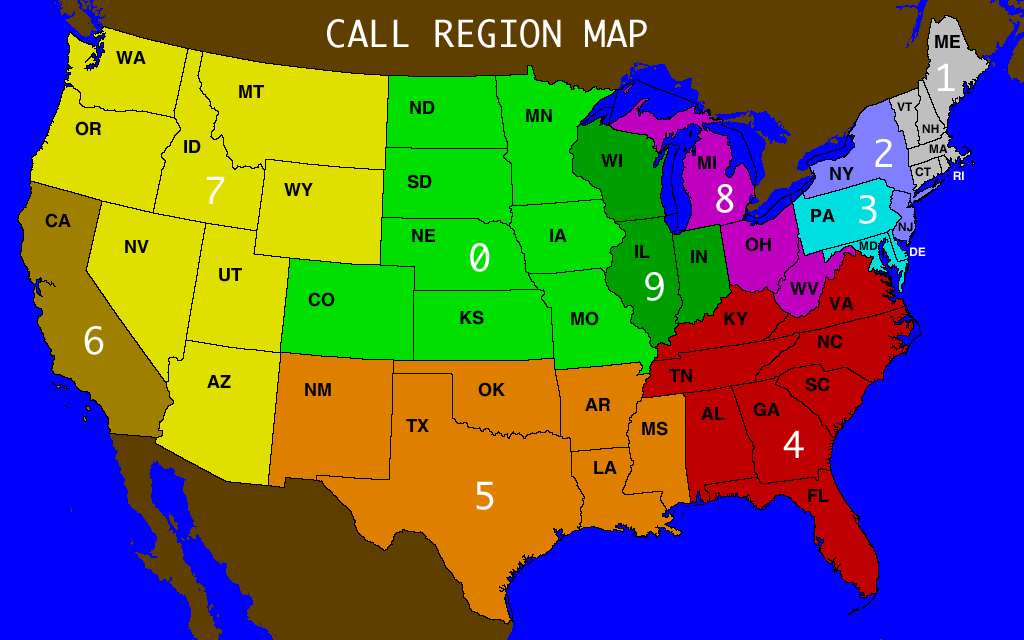 CALL REGION MAP
ME
WA
1
MT
VT
ND
MN
OR
NH
ID
MA
2
WI
MI
NY
CT
RI
WY
SD
7
8
PA
3
CA
NV
NE
IA
NJ
OH
MD
DE
IL
IN
0
UT
9
WV
CO
VA
KS
MO
KY
6
NC
TN
AZ
SC
NM
OK
AR
GA
AL
TX
MS
4
LA
5
FL